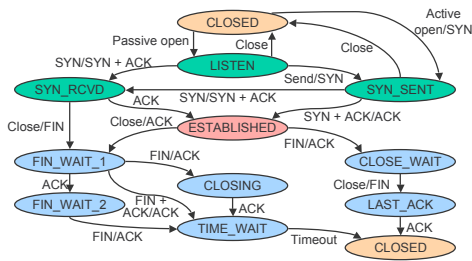 CLOSED
Active
open/SYN
Passive open
Close
Close
LISTEN
SYN/SYN + ACK
Send/SYN
SYN_RCVD
SYN_SENT
ACK
SYN/SYN + ACK
Close/FIN
Close/ACK
SYN + ACK/ACK
ESTABLISHED
FIN/ACK
FIN_WAIT_1
FIN/ACK
CLOSE_WAIT
ACK
CLOSING
Close/FIN
FIN_WAIT_2
FIN +
ACK/ACK
ACK
LAST_ACK
FIN/ACK
TIME_WAIT
Timeout
ACK
CLOSED